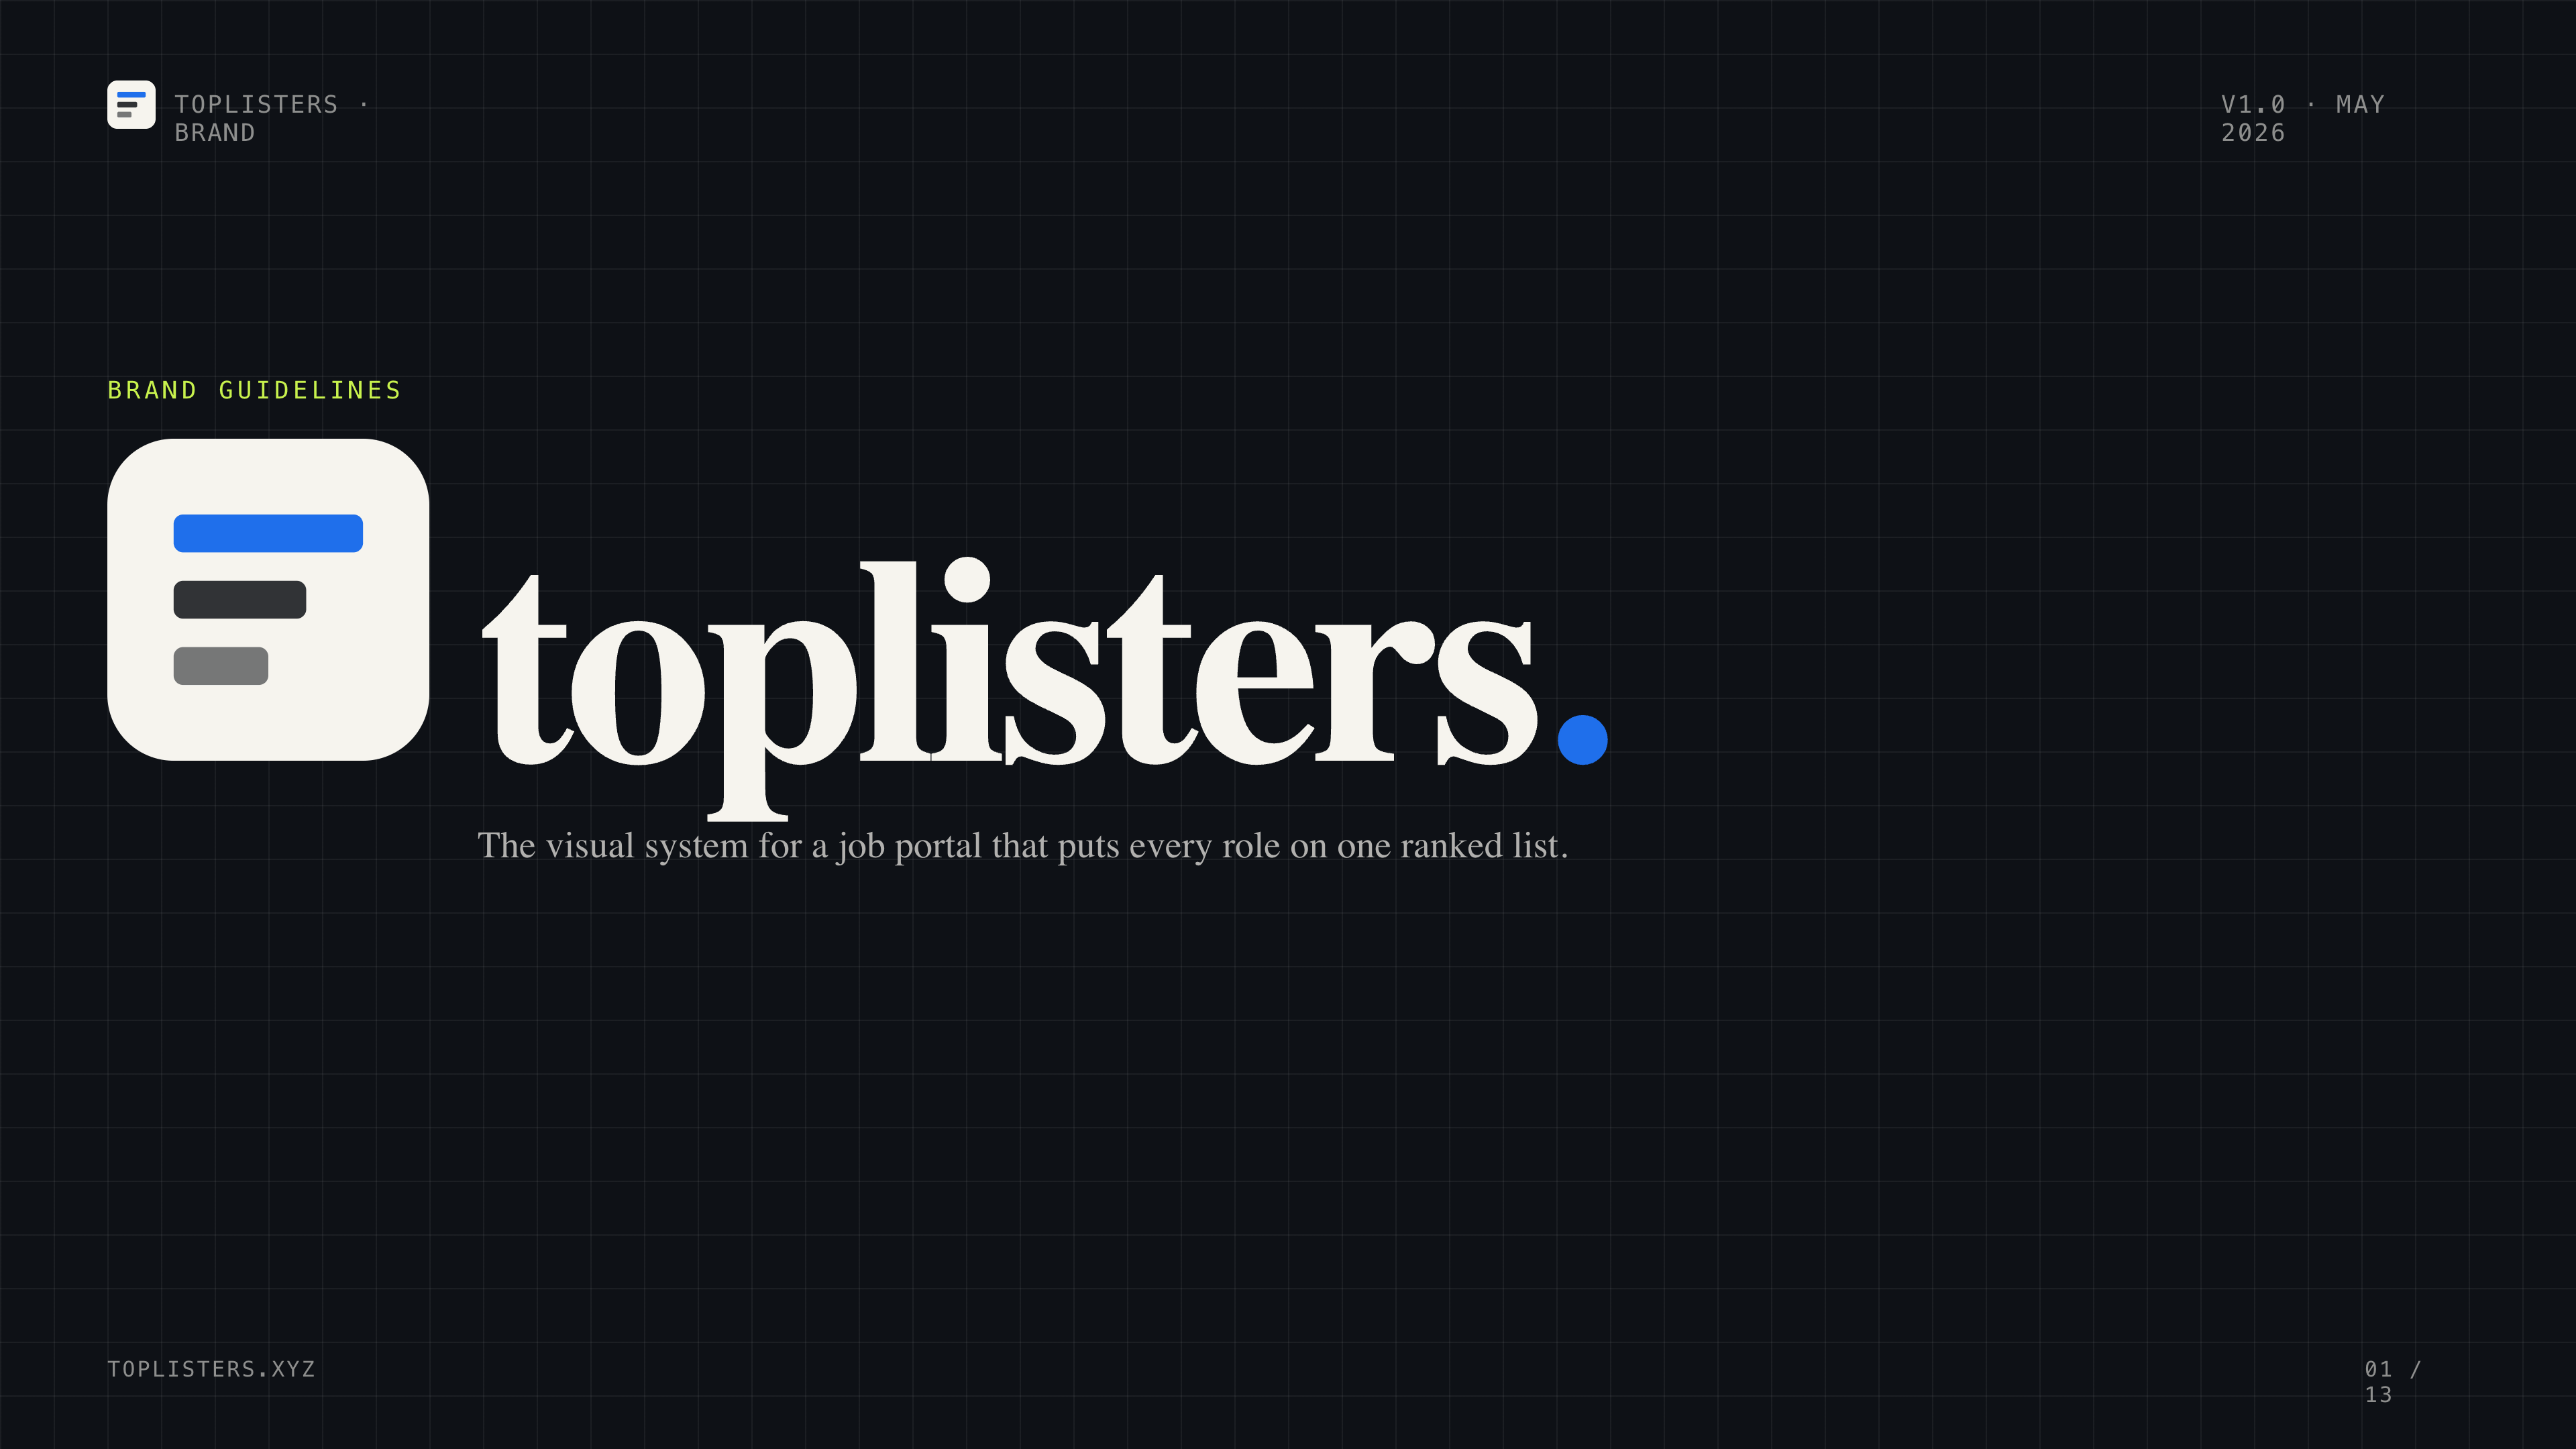 TOPLISTERS ·
BRAND
V1.0 · MAY
2026
BRAND GUIDELINES
toplisters.
The visual system for a job portal that puts every role on one ranked list.
TOPLISTERS.XYZ
01 /
13